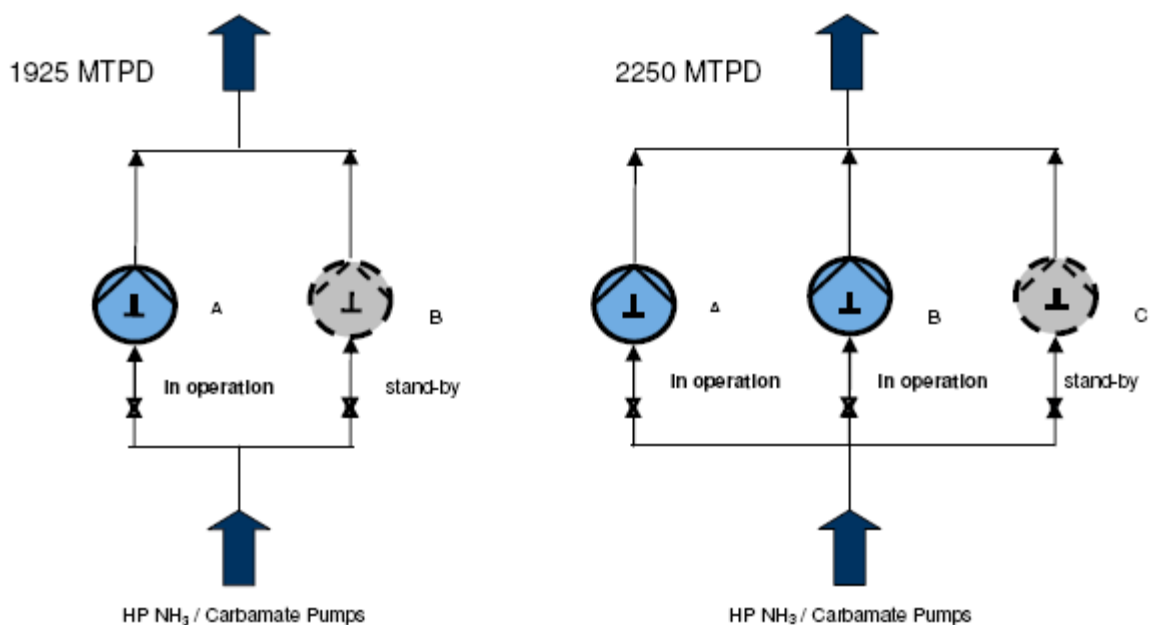 1925 MTPD
A
B
In operation
stand-by
HP NH₃ / Carbamate Pumps
2250 MTPD
A
B
C
In operation
In operation
stand-by
HP NH₃ / Carbamate Pumps